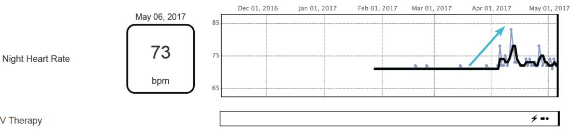 May 06, 2017
Dec 01, 2016 Jan 01, 2017 Feb 01, 2017 Mar 01, 2017 Apr 01, 2017 May 01, 2017
85
Night Heart Rate
73
75
bpm
65
V Therapy